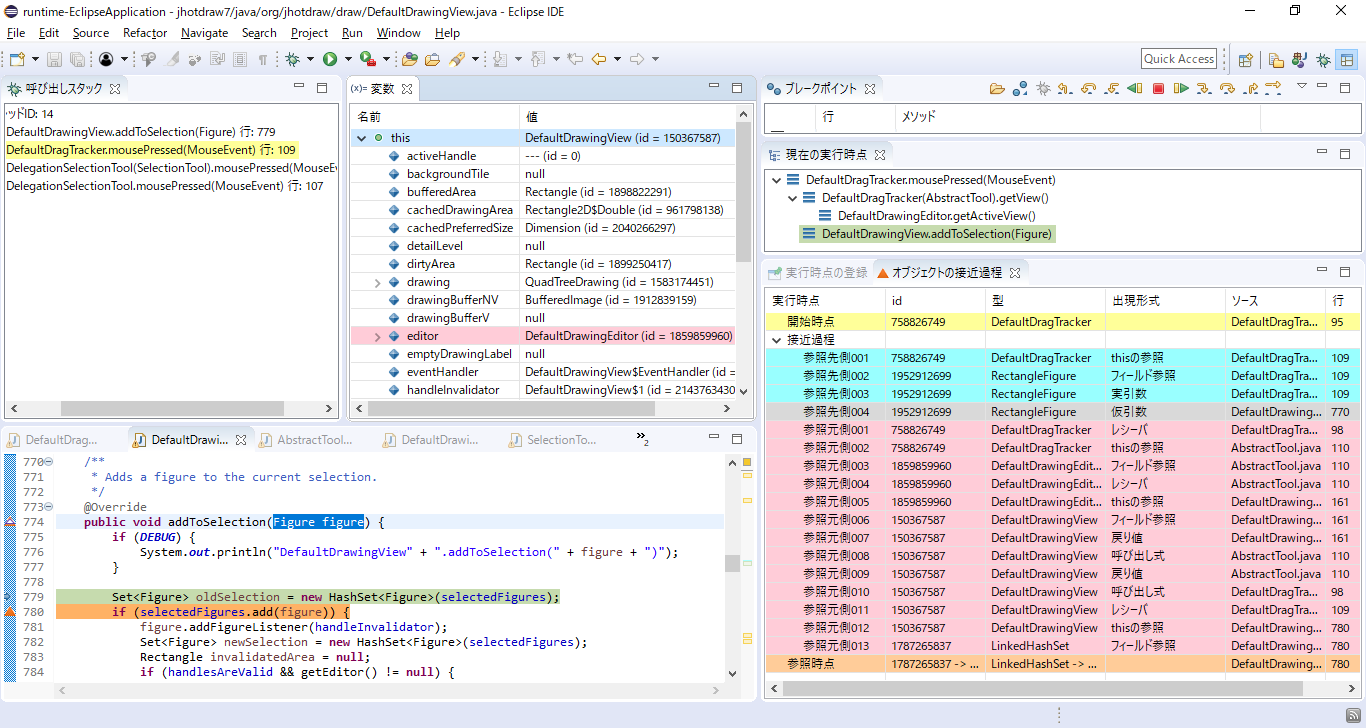 runtime-EclipseApplication - jhotdraw7/java/org/jhotdraw/draw/DefaultDrawingView.java - Eclipse IDE
File Edit Source Refactor Navigate Search Project Run Window Help
Quick Access
呼び出しスタック
ッドID: 14
DefaultDrawingView.addToSelection(Figure) 行: 779
DefaultDragTracker.mousePressed(MouseEvent) 行: 109
DelegationSelectionTool(SelectionTool).mousePressed(MouseEv
DelegationSelectionTool.mousePressed(MouseEvent) 行: 107
(x)= 変数
名前 値
this DefaultDrawingView (id = 150367587)
activeHandle --- (id = 0)
backgroundTile null
bufferedArea Rectangle (id = 1898822291)
cachedDrawingArea Rectangle2D$Double (id = 961798138)
cachedPreferredSize Dimension (id = 2040266297)
detailLevel null
dirtyArea Rectangle (id = 1899250417)
drawing QuadTreeDrawing (id = 1583174451)
drawingBufferNV BufferedImage (id = 1912839159)
drawingBufferV null
editor DefaultDrawingEditor (id = 1859859960)
emptyDrawingLabel null
eventHandler DefaultDrawingView$EventHandler (id =
handleInvalidator DefaultDrawingView$1 (id = 2143763430
ブレークポイント
行 メソッド
現在の実行時点
DefaultDragTracker.mousePressed(MouseEvent)
DefaultDragTracker(AbstractTool).getView()
DefaultDrawingEditor.getActiveView()
DefaultDrawingView.addToSelection(Figure)
実行時点の登録 オブジェクトの接近過程
実行時点 id 型 出現形式 ソース 行
開始時点 758826749 DefaultDragTracker DefaultDragTra... 95
接近過程
参照先側001 758826749 DefaultDragTracker thisの参照 DefaultDragTra... 109
参照先側002 1952912699 RectangleFigure フィールド参照 DefaultDragTra... 109
参照先側003 1952912699 RectangleFigure 実引数 DefaultDragTra... 109
参照先側004 1952912699 RectangleFigure 仮引数 DefaultDrawing... 770
参照元側001 758826749 DefaultDragTracker レシーバ DefaultDragTra... 98
参照元側002 758826749 DefaultDragTracker thisの参照 AbstractTool.java 110
参照元側003 1859859960 DefaultDrawingEdit... フィールド参照 AbstractTool.java 110
参照元側004 1859859960 DefaultDrawingEdit... レシーバ AbstractTool.java 110
参照元側005 1859859960 DefaultDrawingEdit... thisの参照 DefaultDrawing... 161
参照元側006 150367587 DefaultDrawingView フィールド参照 DefaultDrawing... 161
参照元側007 150367587 DefaultDrawingView 戻り値 DefaultDrawing... 161
参照元側008 150367587 DefaultDrawingView 呼び出し式 AbstractTool.java 110
参照元側009 150367587 DefaultDrawingView 戻り値 AbstractTool.java 110
参照元側010 150367587 DefaultDrawingView 呼び出し式 DefaultDragTra... 98
参照元側011 150367587 DefaultDrawingView レシーバ DefaultDragTra... 109
参照元側012 150367587 DefaultDrawingView thisの参照 DefaultDrawing... 780
参照元側013 1787265837 LinkedHashSet フィールド参照 DefaultDrawing... 780
参照時点 1787265837 -> ... LinkedHashSet -> ... DefaultDrawing... 780
DefaultDrag... DefaultDrawi... AbstractTool... DefaultDrawi... SelectionTo... »2
770 /**
771 * Adds a figure to the current selection.
772 */
773 @Override
774 public void addToSelection(Figure figure) {
775 if (DEBUG) {
776 System.out.println("DefaultDrawingView" + ".addToSelection(" + figure + ")");
777 }
778
779 Set<Figure> oldSelection = new HashSet<Figure>(selectedFigures);
780 if (selectedFigures.add(figure)) {
781 figure.addFigureListener(handleInvalidator);
782 Set<Figure> newSelection = new HashSet<Figure>(selectedFigures);
783 Rectangle invalidatedArea = null;
784 if (handlesAreValid && getEditor() != null) {